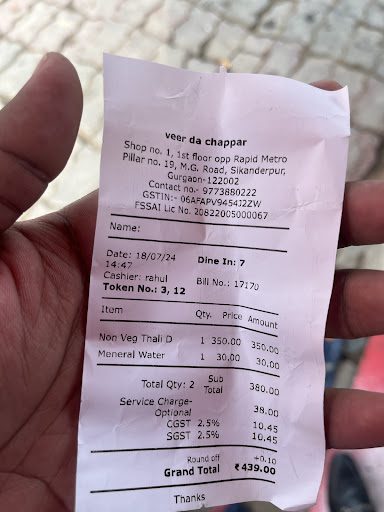 veer da chappar
Shop no. 1, 1st floor opp Rapid Metro
Pillar no. 19, M.G. Road, Sikanderpur,
Gurgaon-122002
Contact no.- 9773880222
GSTIN:- 06AFAPV9454J2ZW
FSSAI Lic No. 20822005000067
Name:
Date: 18/07/24 Dine In: 7
14:47
Cashier: rahul Bill No.: 17170
Token No.: 3, 12
Item Qty. Price Amount
Non Veg Thali D 1 350.00 350.00
Meneral Water 1 30.00 30.00
Total Qty: 2 Sub Total 380.00
Service Charge-Optional 38.00
CGST 2.5% 10.45
SGST 2.5% 10.45
Round off +0.10
Grand Total ₹439.00
Thanks